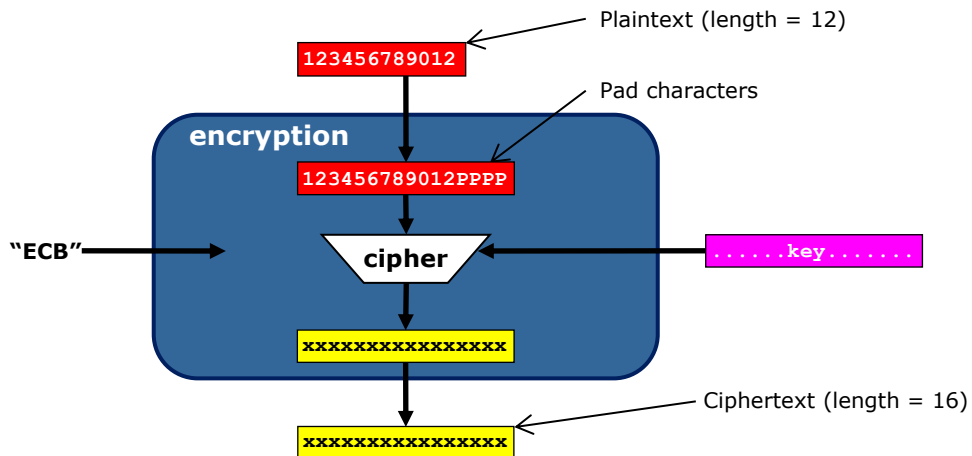 Plaintext (length = 12)
123456789012
Pad characters
encryption
123456789012PPPP
“ECB”
cipher
......key.......
xxxxxxxxxxxxxxxx
Ciphertext (length = 16)
xxxxxxxxxxxxxxxx